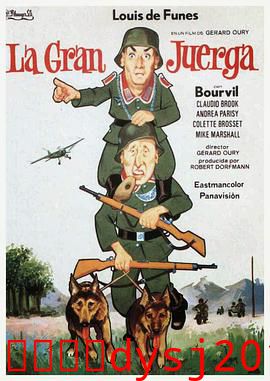 Louis de Funes
EN UN FILM DE GERARD OURY
La Gran Juerga
con
Bourvil
CLAUDIO BROOK
ANDREA PARISY
COLETTE BROSSET
MIKE MARSHALL
director
GERARD OURY
producida por
ROBERT DORFMANN
Eastmancolor
Panavisión
dysj20